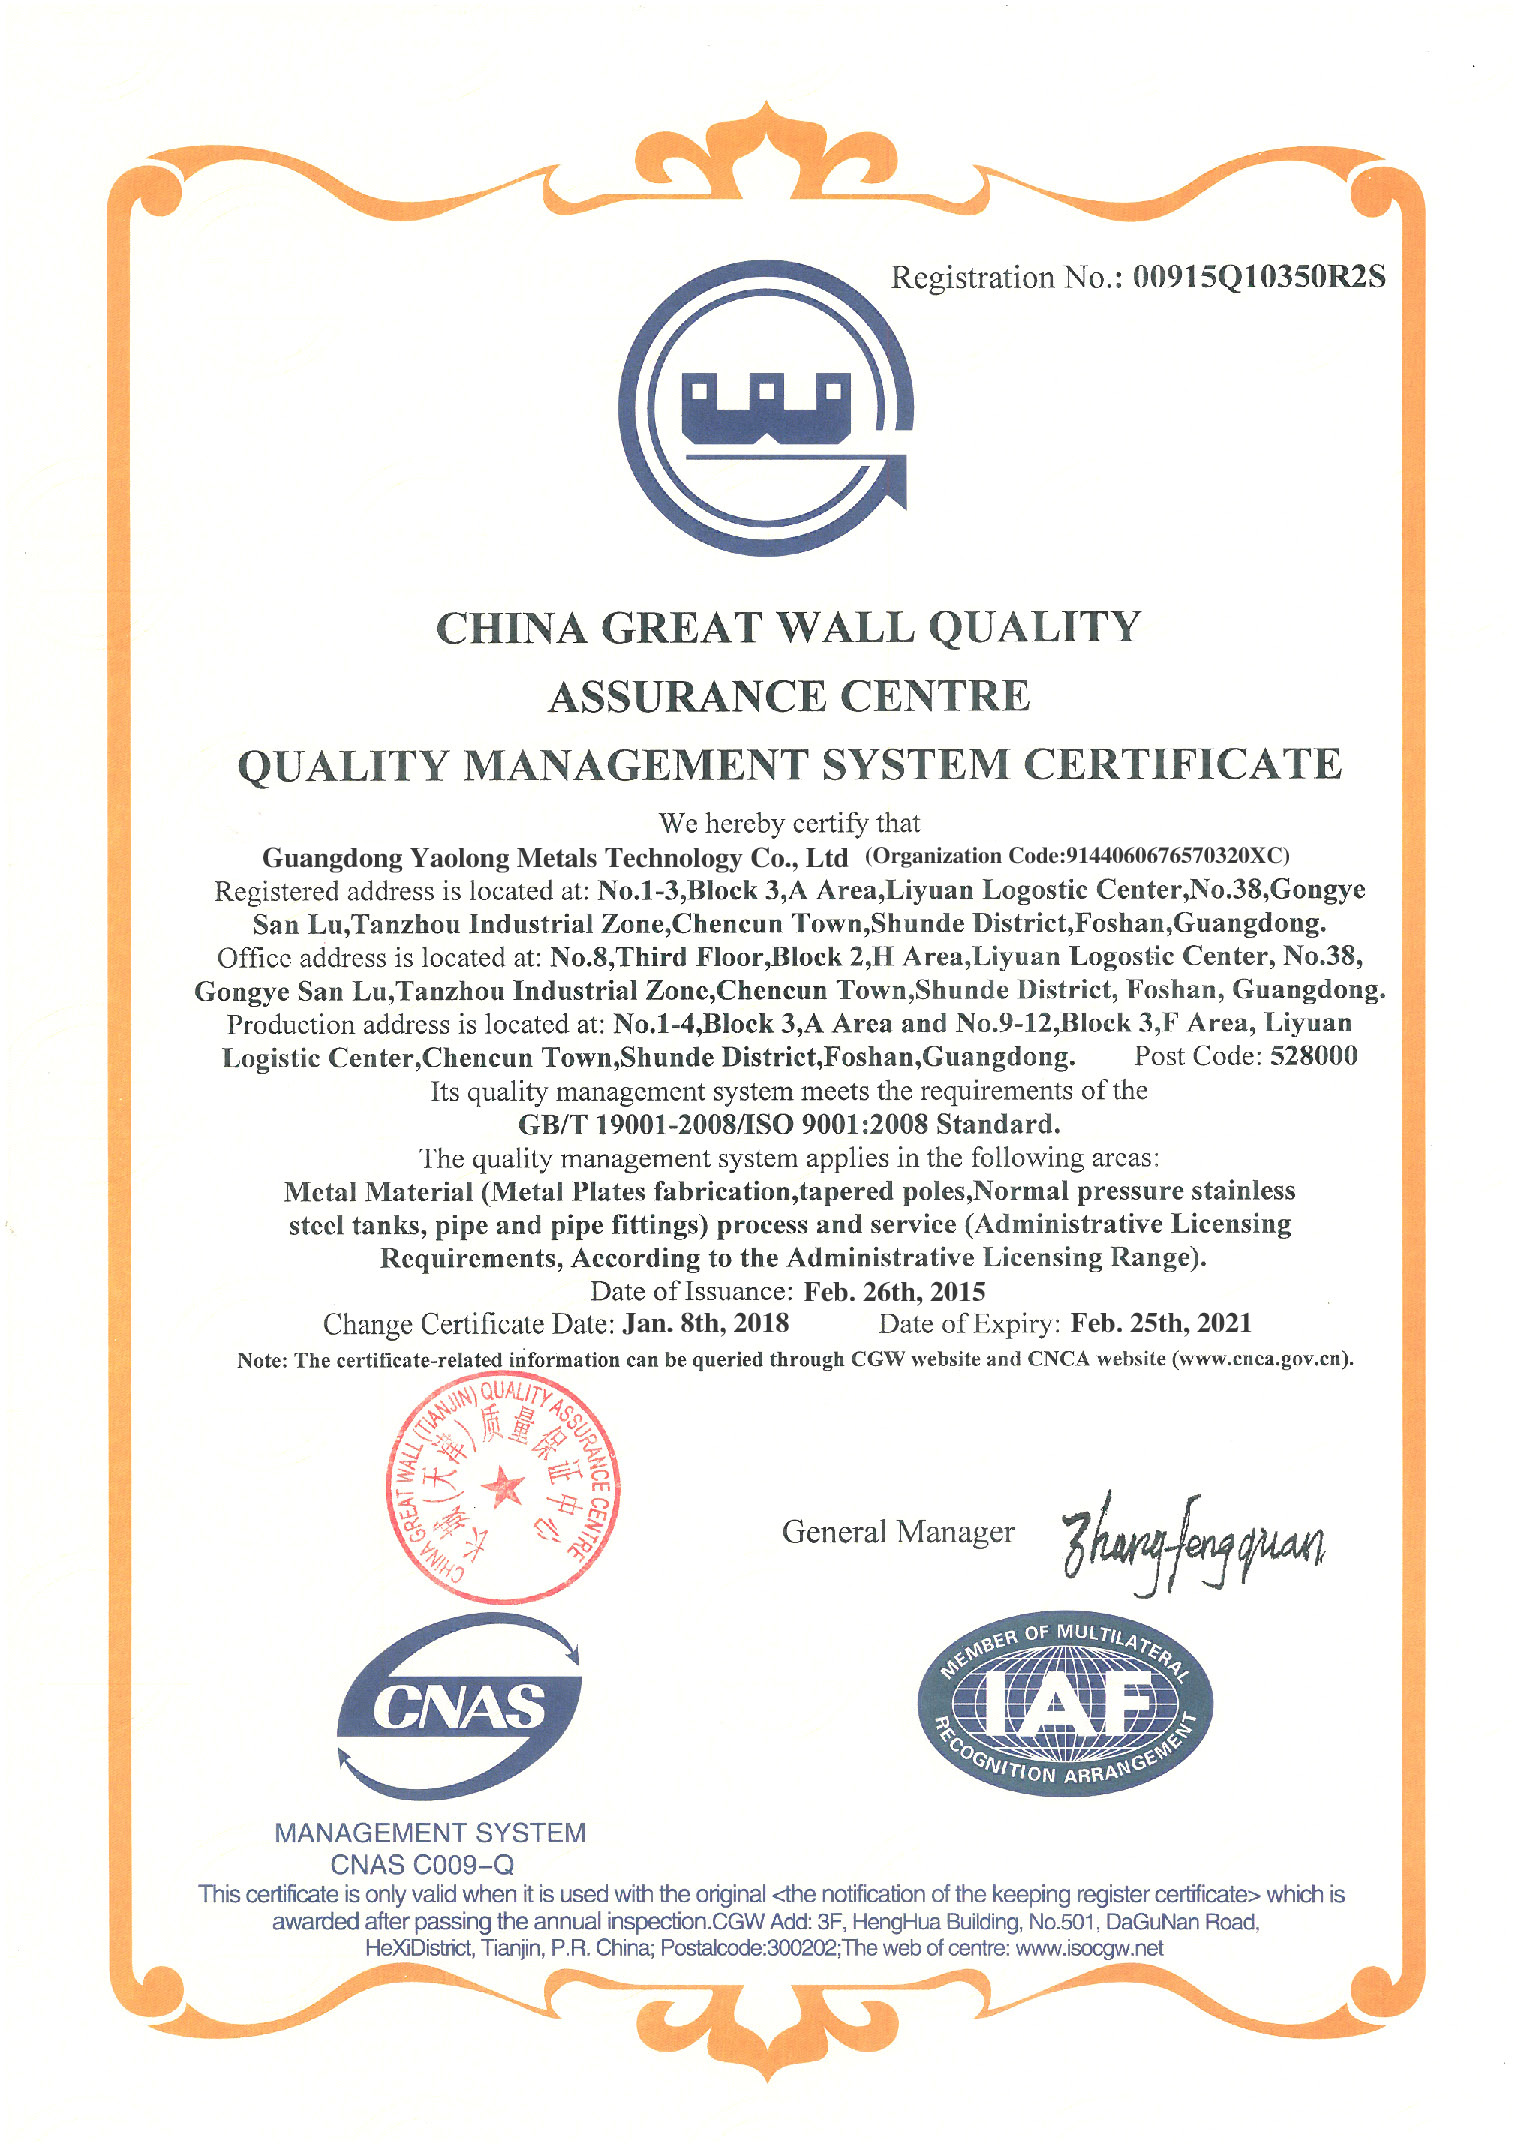 Registration No.: 00915Q10350R2S
CHINA GREAT WALL QUALITY
ASSURANCE CENTRE
QUALITY MANAGEMENT SYSTEM CERTIFICATE
We hereby certify that
Guangdong Yaolong Metals Technology Co., Ltd (Organization Code:9144060676570320XC)
Registered address is located at: No.1-3,Block 3,A Area,Liyuan Logostic Center,No.38,Gongye
San Lu,Tanzhou Industrial Zone,Chencun Town,Shunde District,Foshan,Guangdong.
Office address is located at: No.8,Third Floor,Block 2,H Area,Liyuan Logostic Center, No.38,
Gongye San Lu,Tanzhou Industrial Zone,Chencun Town,Shunde District, Foshan, Guangdong.
Production address is located at: No.1-4,Block 3,A Area and No.9-12,Block 3,F Area, Liyuan
Logistic Center,Chencun Town,Shunde District,Foshan,Guangdong. Post Code: 528000
Its quality management system meets the requirements of the
GB/T 19001-2008/ISO 9001:2008 Standard.
The quality management system applies in the following areas:
Metal Material (Metal Plates fabrication,tapered poles,Normal pressure stainless
steel tanks, pipe and pipe fittings) process and service (Administrative Licensing
Requirements, According to the Administrative Licensing Range).
Date of Issuance: Feb. 26th, 2015
Change Certificate Date: Jan. 8th, 2018 Date of Expiry: Feb. 25th, 2021
Note: The certificate-related information can be queried through CGW website and CNCA website (www.cnca.gov.cn).
CHINA GREAT WALL (TIANJIN) QUALITY ASSURANCE CENTRE
长城(天津)质量保证中心
General Manager Zhangfengquan
CNAS
MEMBER OF MULTILATERAL
IAF
RECOGNITION ARRANGEMENT
MANAGEMENT SYSTEM
CNAS C009-Q
This certificate is only valid when it is used with the original <the notification of the keeping register certificate> which is
awarded after passing the annual inspection.CGW Add: 3F, HengHua Building, No.501, DaGuNan Road,
HeXiDistrict, Tianjin, P.R. China; Postalcode:300202;The web of centre: www.isocgw.net